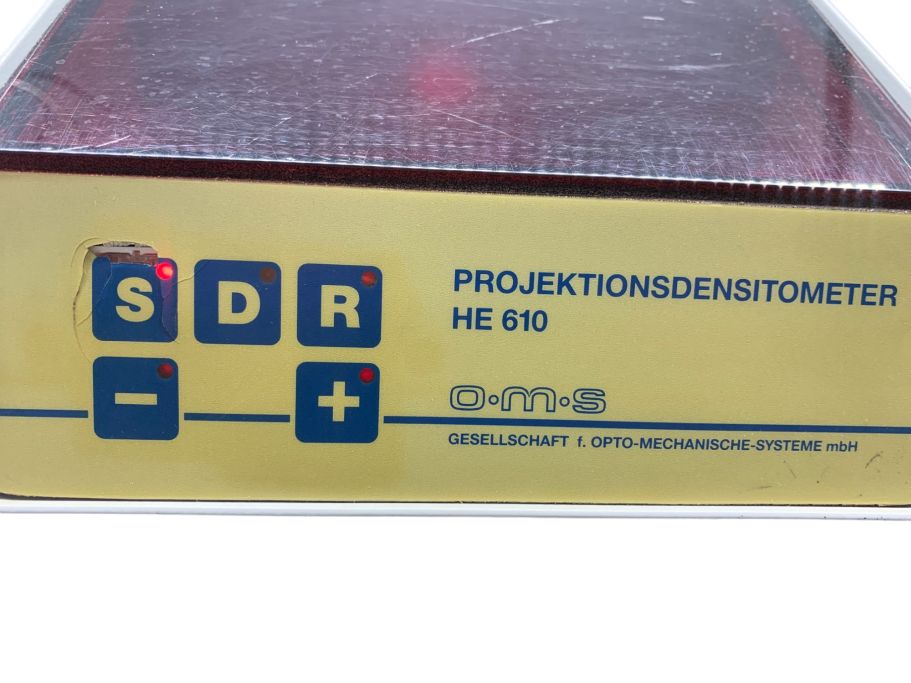 S D R
PROJEKTIONSDENSITOMETER
HE 610
- +
o·m·s
GESELLSCHAFT f. OPTO-MECHANISCHE-SYSTEME mbH